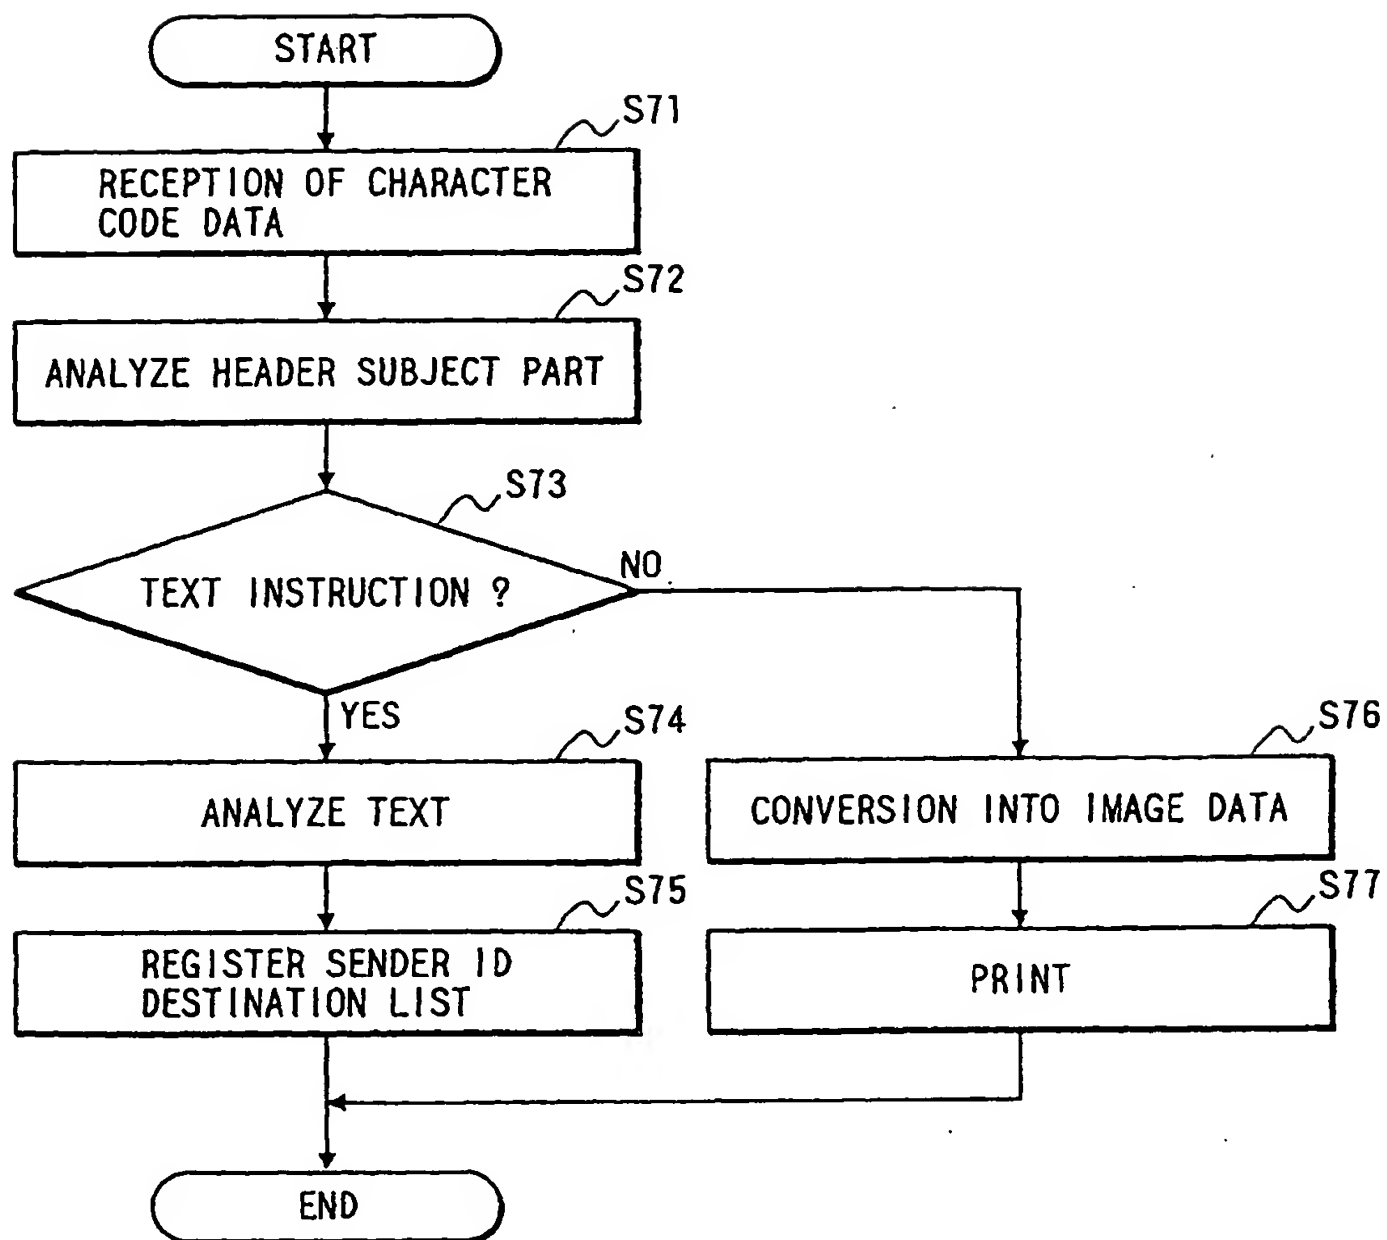 START
S71
RECEPTION OF CHARACTER
CODE DATA
S72
ANALYZE HEADER SUBJECT PART
S73
TEXT INSTRUCTION ?
NO
YES
S74
ANALYZE TEXT
S75
REGISTER SENDER ID
DESTINATION LIST
S76
CONVERSION INTO IMAGE DATA
S77
PRINT
END